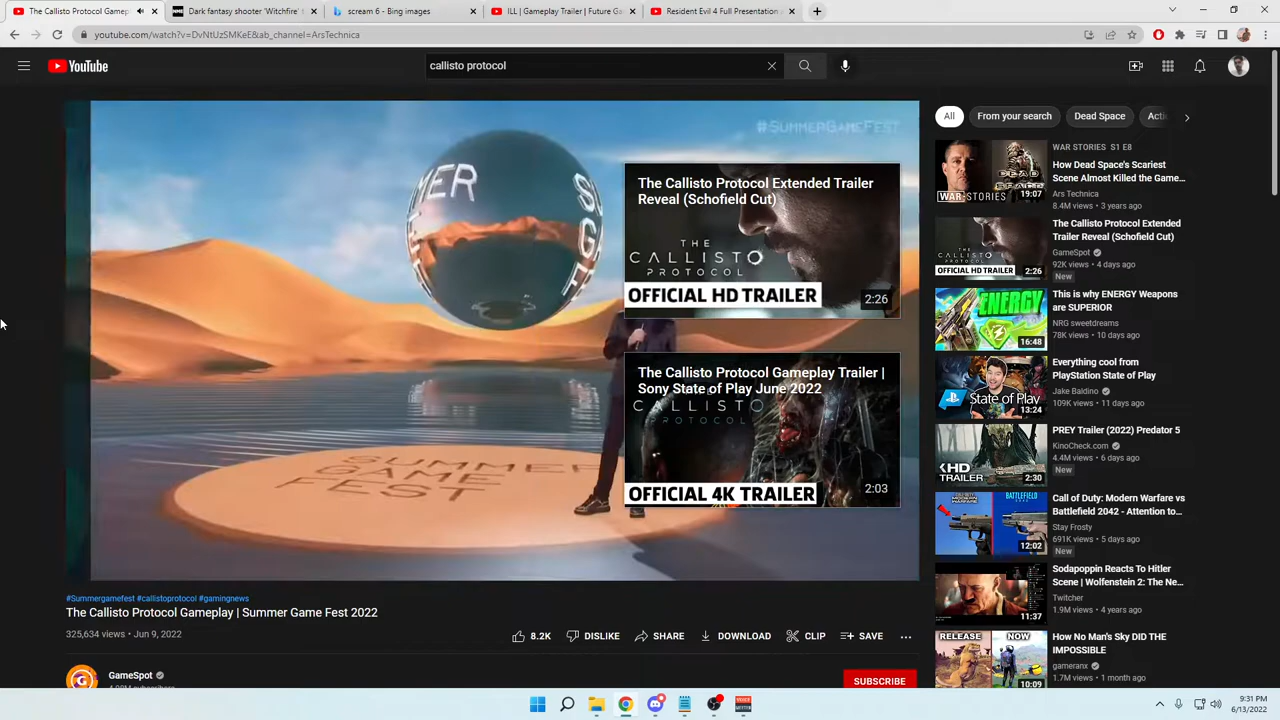 The Callisto Protocol Gamepl
Dark fantasy shooter 'Witchfire' s
scream 6 - Bing images
ILL | Gameplay Trailer | Future Ga
Resident Evil 4 Full Presentation
youtube.com/watch?v=DvNtUzSMKeE&ab_channel=ArsTechnica
YouTube
callisto protocol
#SUMMERGAMEFEST
The Callisto Protocol Extended Trailer
Reveal (Schofield Cut)
THE
CALLISTO
PROTOCOL
OFFICIAL HD TRAILER
2:26
The Callisto Protocol Gameplay Trailer |
Sony State of Play June 2022
CALLISTO
PROTOCOL
OFFICIAL 4K TRAILER
2:03
SUMMER
GAME
#Summergamefest #callistoprotocol #gamingnews
The Callisto Protocol Gameplay | Summer Game Fest 2022
325,634 views • Jun 9, 2022
8.2K
DISLIKE
SHARE
DOWNLOAD
CLIP
SAVE
GameSpot
SUBSCRIBE
All
From your search
Dead Space
Acti
WAR STORIES S1 E8
How Dead Space's Scariest
Scene Almost Killed the Game...
Ars Technica
8.4M views • 3 years ago
WAR STORIES
19:07
The Callisto Protocol Extended
Trailer Reveal (Schofield Cut)
GameSpot
92K views • 4 days ago
New
THE
CALLISTO
PROTOCOL
OFFICIAL HD TRAILER
2:26
This is why ENERGY Weapons
are SUPERIOR
NRG sweetdreams
78K views • 10 days ago
ENERGY
16:48
Everything cool from
PlayStation State of Play
Jake Baldino
109K views • 11 days ago
State of Play
13:24
PREY Trailer (2022) Predator 5
KinoCheck.com
4.4M views • 6 days ago
New
HD
TRAILER
2:30
Call of Duty: Modern Warfare vs
Battlefield 2042 - Attention to...
Stay Frosty
691K views • 5 days ago
New
BATTLEFIELD
12:02
Sodapoppin Reacts To Hitler
Scene | Wolfenstein 2: The Ne...
Twitcher
1.9M views • 4 years ago
11:37
How No Man's Sky DID THE
IMPOSSIBLE
gameranx
1.7M views • 1 month ago
RELEASE
NOW
10:09
9:31 PM
6/13/2022